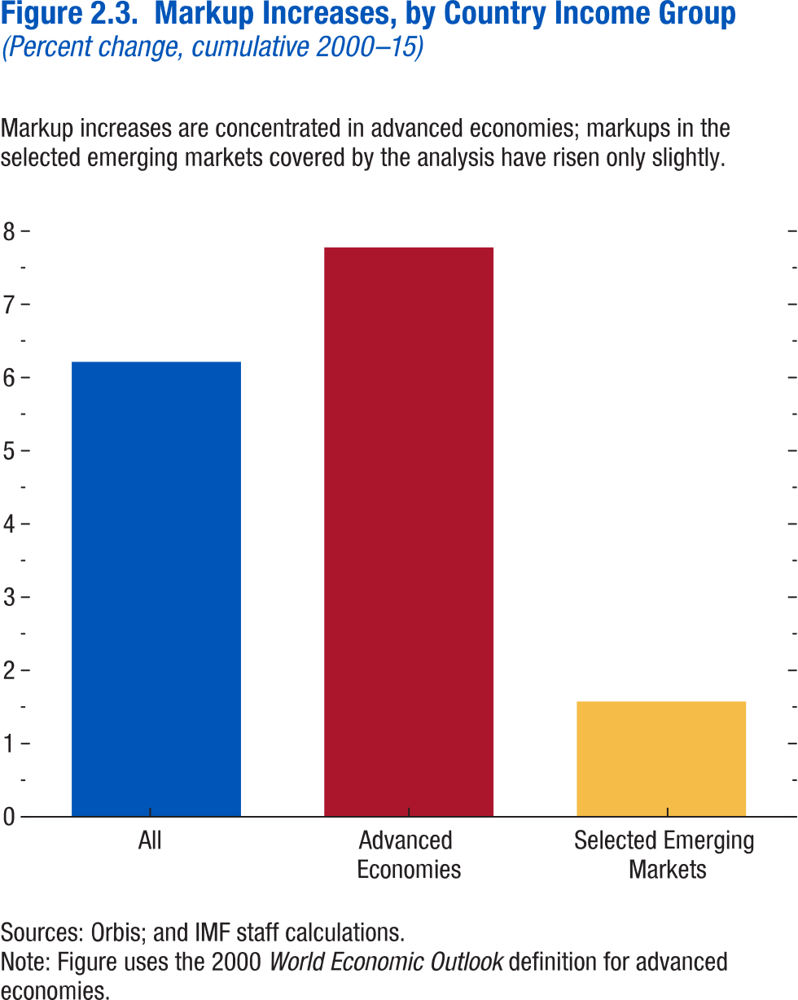 Figure 2.3. Markup Increases, by Country Income Group
(Percent change, cumulative 2000–15)
Markup increases are concentrated in advanced economies; markups in the
selected emerging markets covered by the analysis have risen only slightly.
8
7
6
5
4
3
2
1
0
All
Advanced
Economies
Selected Emerging
Markets
Sources: Orbis; and IMF staff calculations.
Note: Figure uses the 2000 World Economic Outlook definition for advanced
economies.